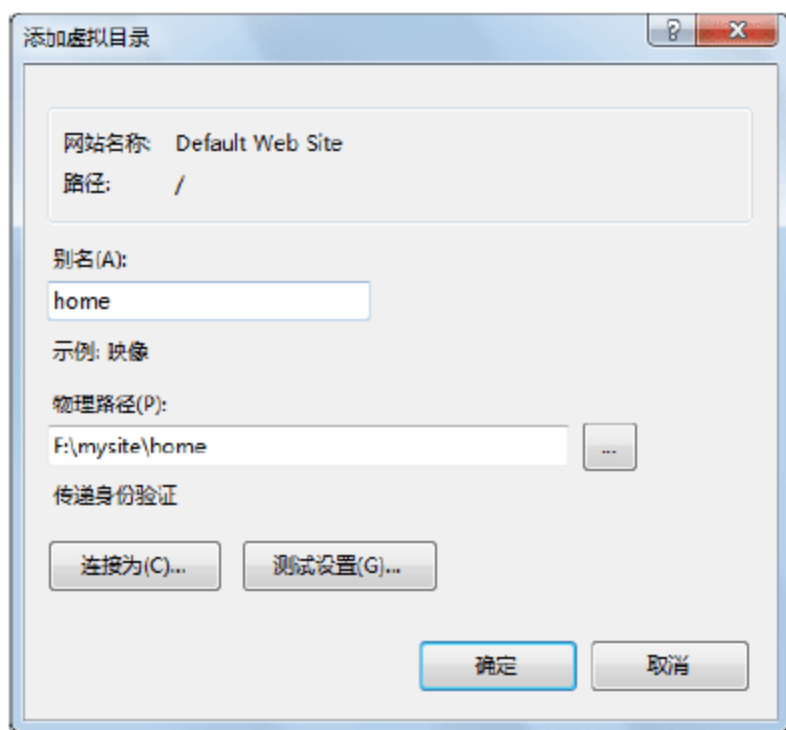 添加虚拟目录
网站名称: Default Web Site
路径: /
别名(A):
home
示例: 映像
物理路径(P):
F:\mysite\home
...
传递身份验证
连接为(C)... 测试设置(G)...
确定 取消